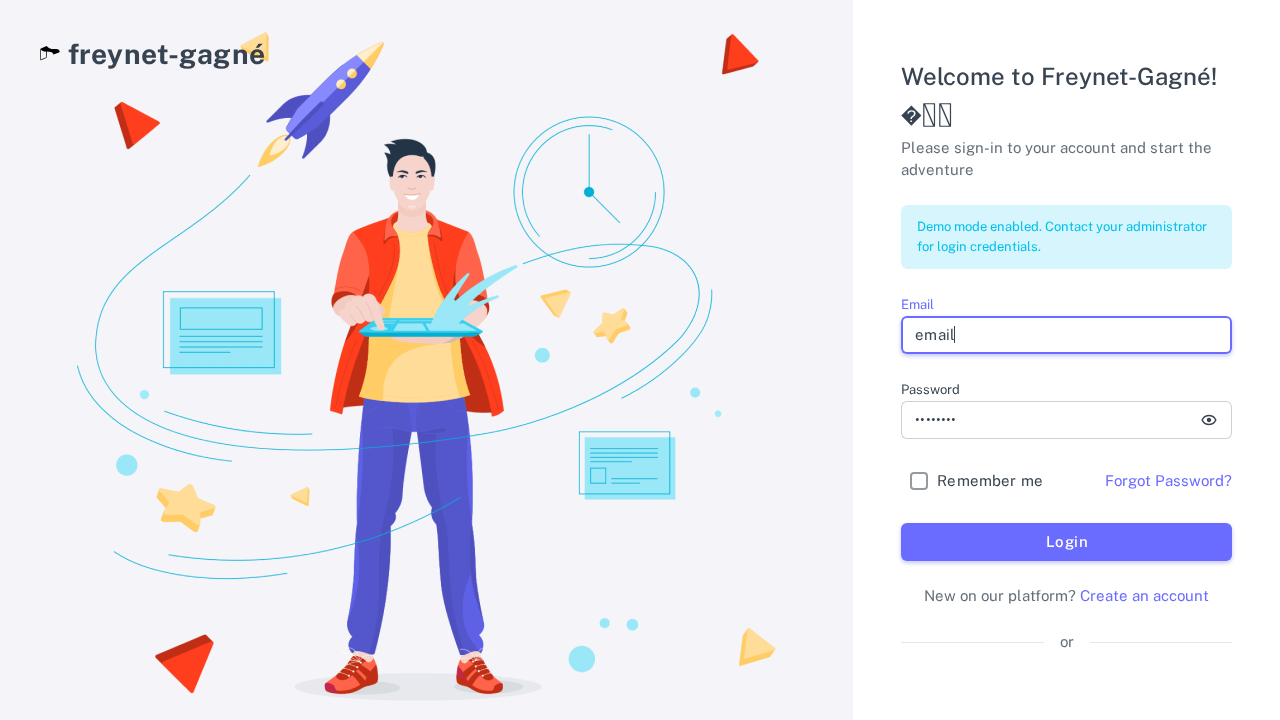 freynet-gagné
Welcome to Freynet-Gagné!
�
Please sign-in to your account and start the
adventure
Demo mode enabled. Contact your administrator
for login credentials.
Email
email
Password
••••••••
Remember me
Forgot Password?
Login
New on our platform? Create an account
or